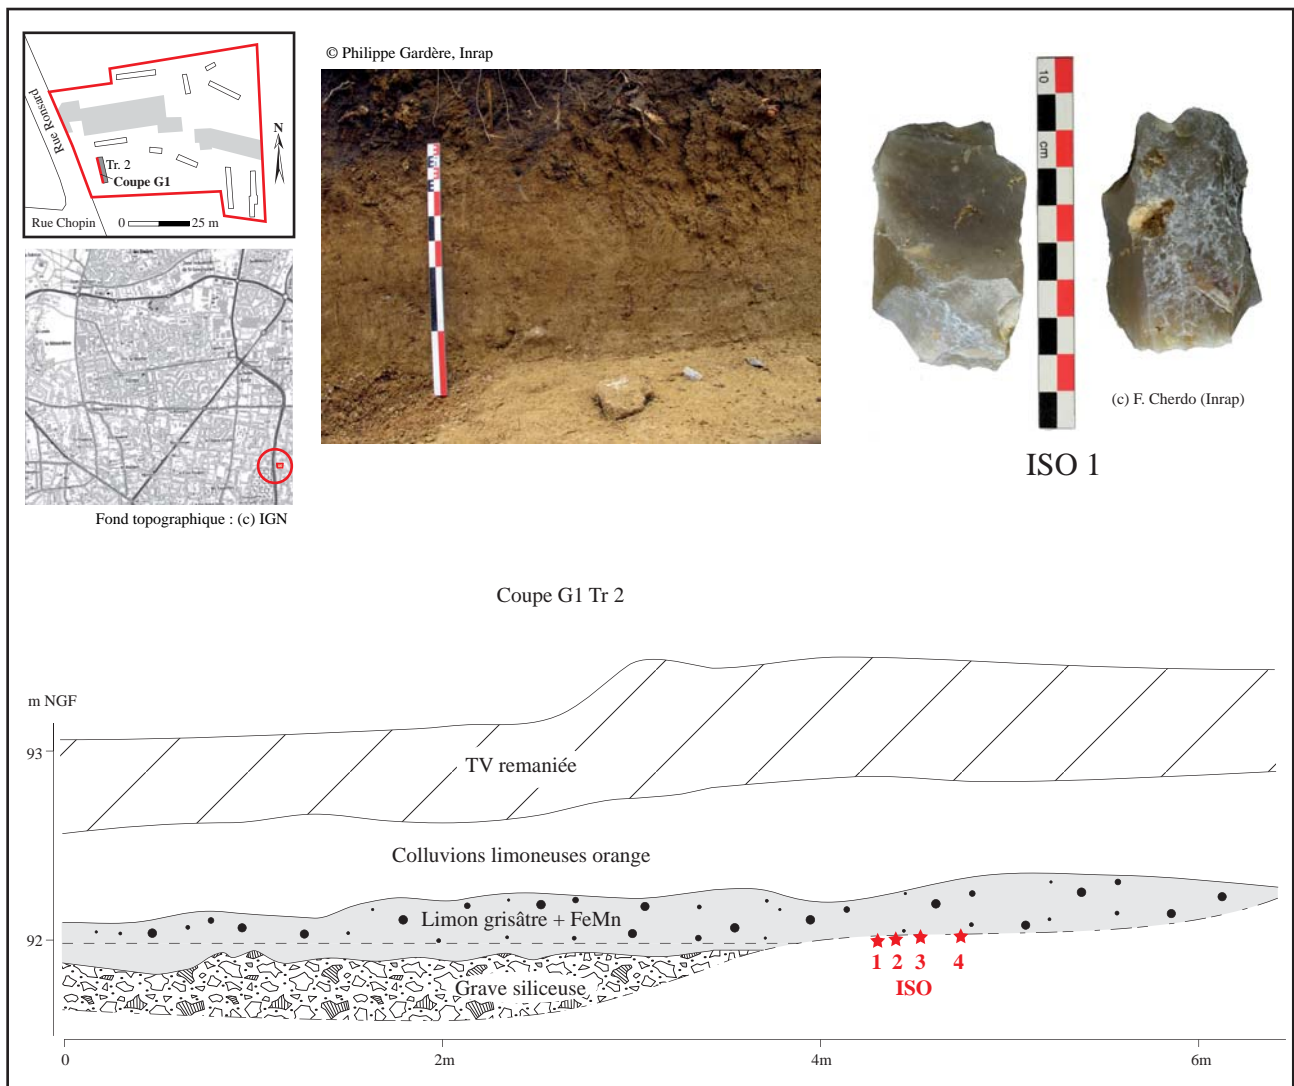 © Philippe Gardère, Inrap
Rue Ronsard
N
Tr. 2
Coupe G1
Rue Chopin
0
25 m
10
cm
(c) F. Cherdo (Inrap)
ISO 1
Fond topographique : (c) IGN
Coupe G1 Tr 2
m NGF
93
TV remaniée
Colluvions limoneuses orange
Limon grisâtre + FeMn
92
1 2 3 4
ISO
Grave siliceuse
0 2m 4m 6m